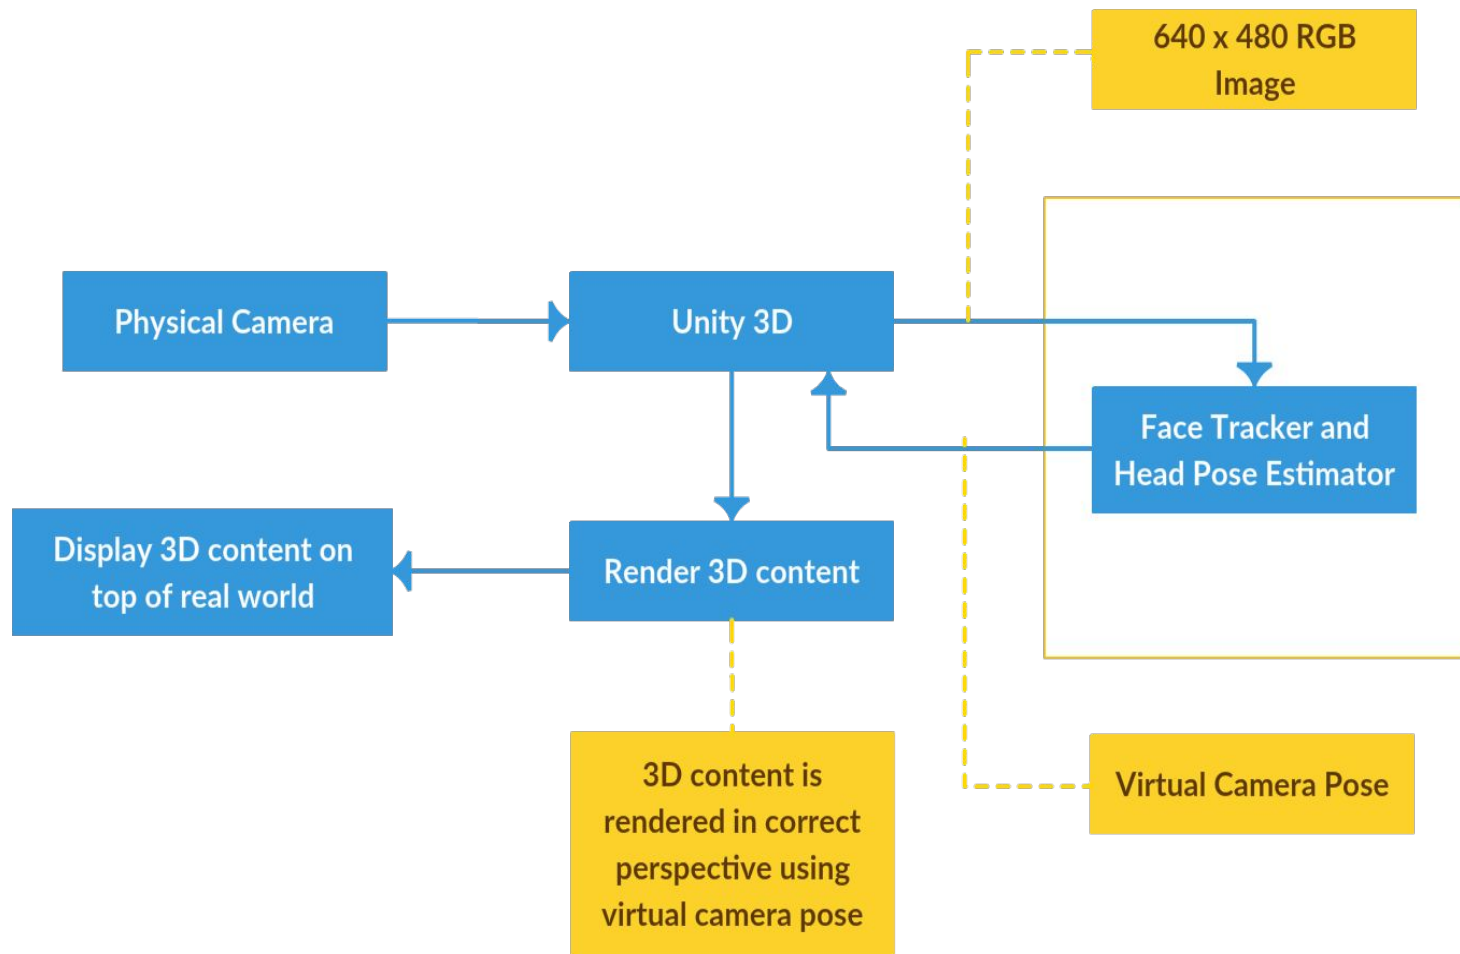 640 x 480 RGB
Image
Physical Camera
Unity 3D
Face Tracker and
Head Pose Estimator
Display 3D content on
top of real world
Render 3D content
3D content is
rendered in correct
perspective using
virtual camera pose
Virtual Camera Pose